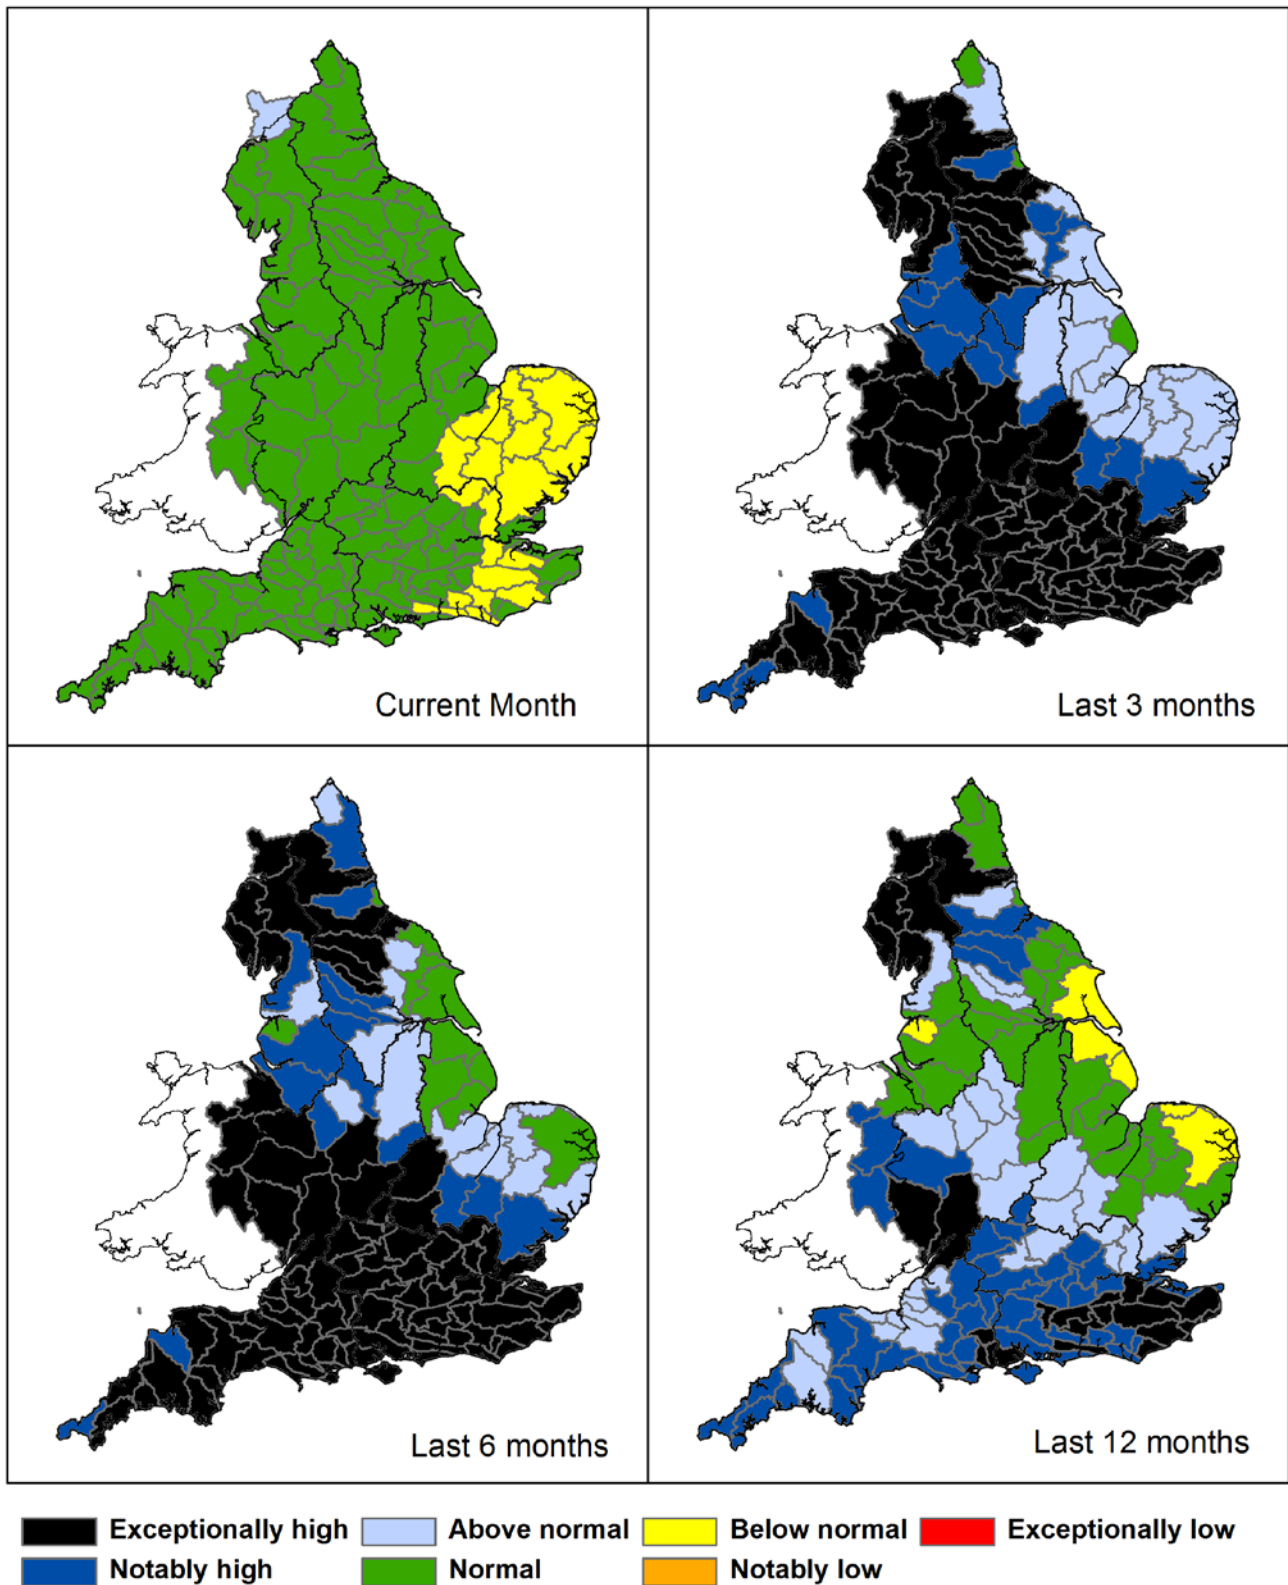 Current Month
Last 3 months
Last 6 months
Last 12 months
Exceptionally high Above normal Below normal Exceptionally low
Notably high Normal Notably low